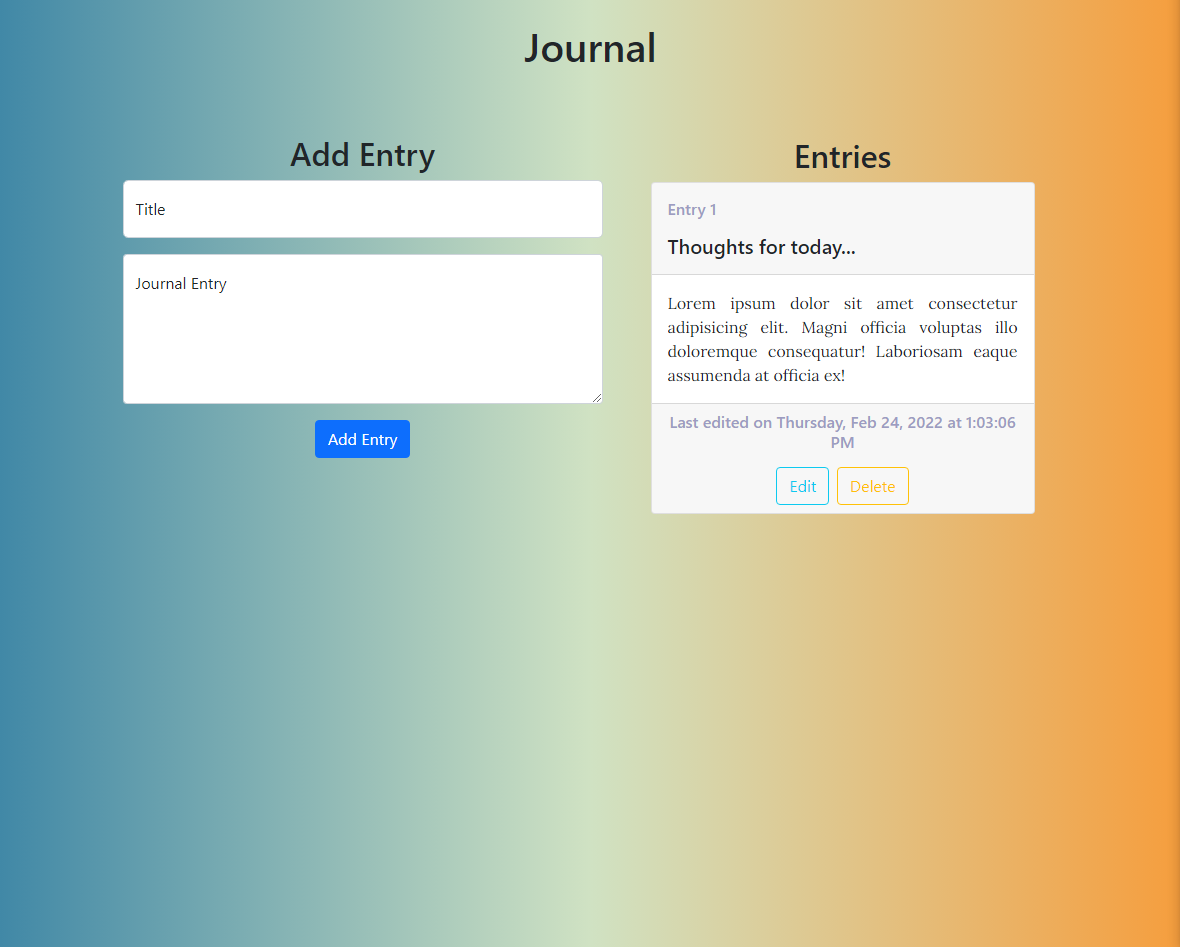 Journal
Add Entry
Title
Journal Entry
Add Entry
Entries
Entry 1
Thoughts for today...
Lorem ipsum dolor sit amet consectetur
adipisicing elit. Magni officia voluptas illo
doloremque consequatur! Laboriosam eaque
assumenda at officia ex!
Last edited on Thursday, Feb 24, 2022 at 1:03:06
PM
Edit
Delete